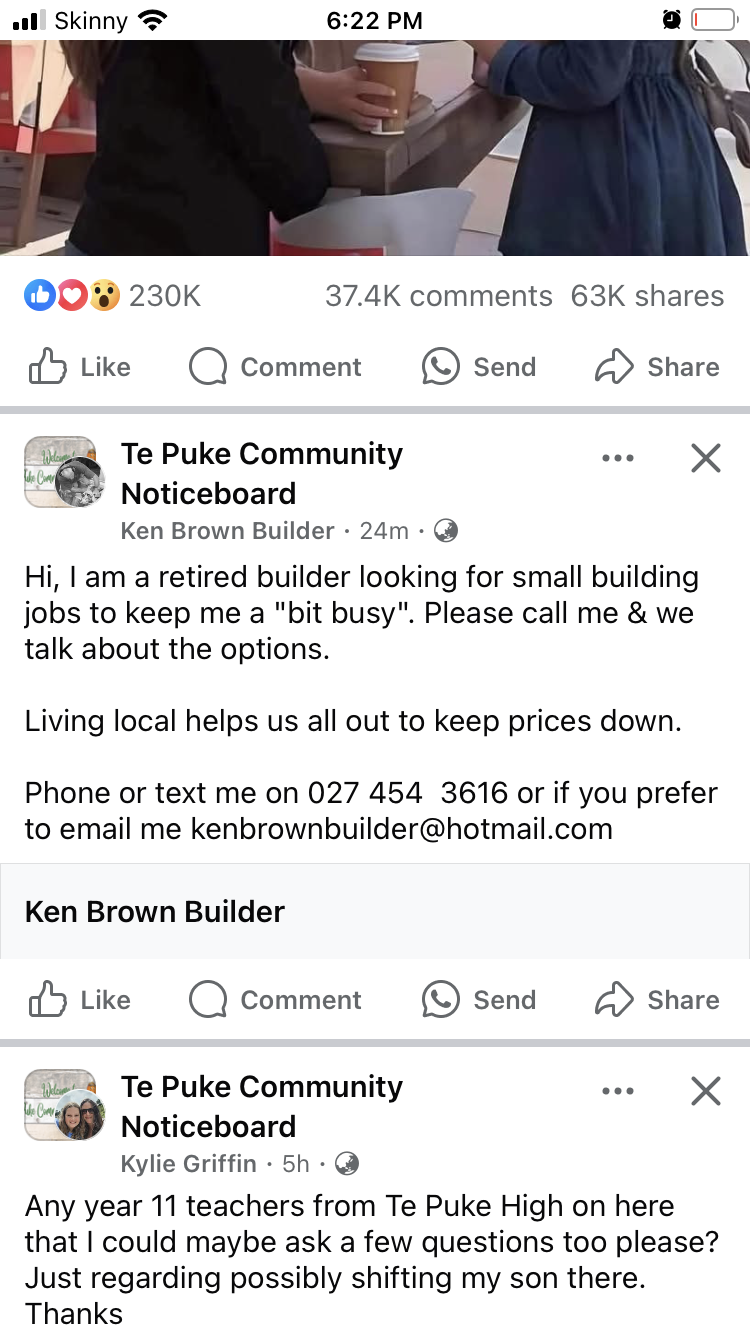 Skinny 6:22 PM
230K 37.4K comments 63K shares
Like Comment Send Share
Te Puke Community
Noticeboard
Ken Brown Builder · 24m ·
Hi, I am a retired builder looking for small building
jobs to keep me a "bit busy". Please call me & we
talk about the options.
Living local helps us all out to keep prices down.
Phone or text me on 027 454  3616 or if you prefer
to email me kenbrownbuilder@hotmail.com
Ken Brown Builder
Like Comment Send Share
Te Puke Community
Noticeboard
Kylie Griffin · 5h ·
Any year 11 teachers from Te Puke High on here
that I could maybe ask a few questions too please?
Just regarding possibly shifting my son there.
Thanks